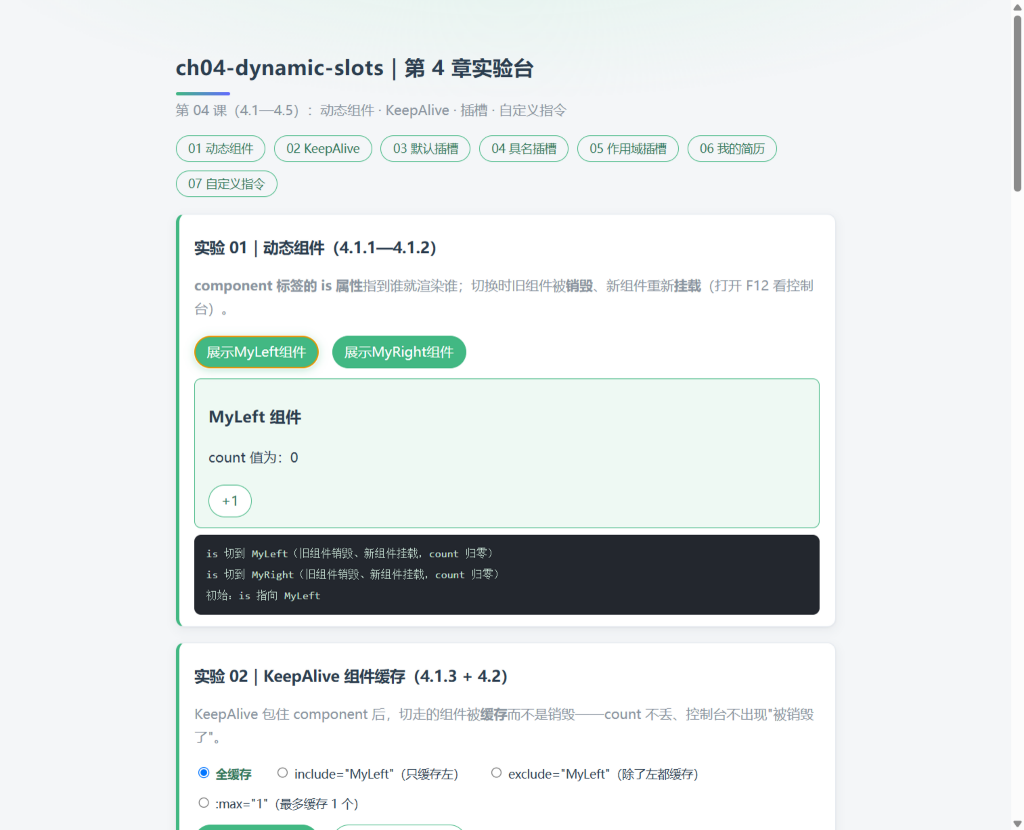 ch04-dynamic-slots | 第 4 章实验台
第 04 课（4.1—4.5）：动态组件 · KeepAlive · 插槽 · 自定义指令
01 动态组件
02 KeepAlive
03 默认插槽
04 具名插槽
05 作用域插槽
06 我的简历
07 自定义指令
实验 01 | 动态组件（4.1.1—4.1.2）
component 标签的 is 属性指到谁就渲染谁；切换时旧组件被销毁、新组件重新挂载（打开 F12 看控制
台）。
展示MyLeft组件
展示MyRight组件
MyLeft 组件
count 值为：0
+1
is 切到 MyLeft（旧组件销毁、新组件挂载，count 归零）
is 切到 MyRight（旧组件销毁、新组件挂载，count 归零）
初始：is 指向 MyLeft
实验 02 | KeepAlive 组件缓存（4.1.3 + 4.2）
KeepAlive 包住 component 后，切走的组件被缓存而不是销毁——count 不丢、控制台不出现"被销毁
了"。
全缓存
include="MyLeft"（只缓存左）
exclude="MyLeft"（除了左都缓存）
:max="1"（最多缓存 1 个）